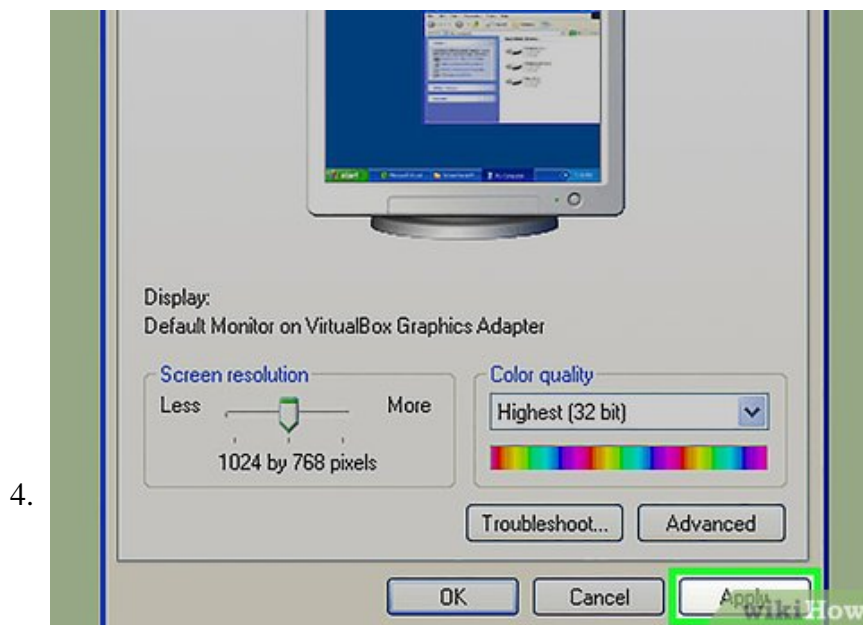 start
Display:
Default Monitor on VirtualBox Graphics Adapter
Screen resolution
Less More
1024 by 768 pixels
Color quality
Highest (32 bit)
4.
Troubleshoot... Advanced
OK Cancel Apply
wikiHow